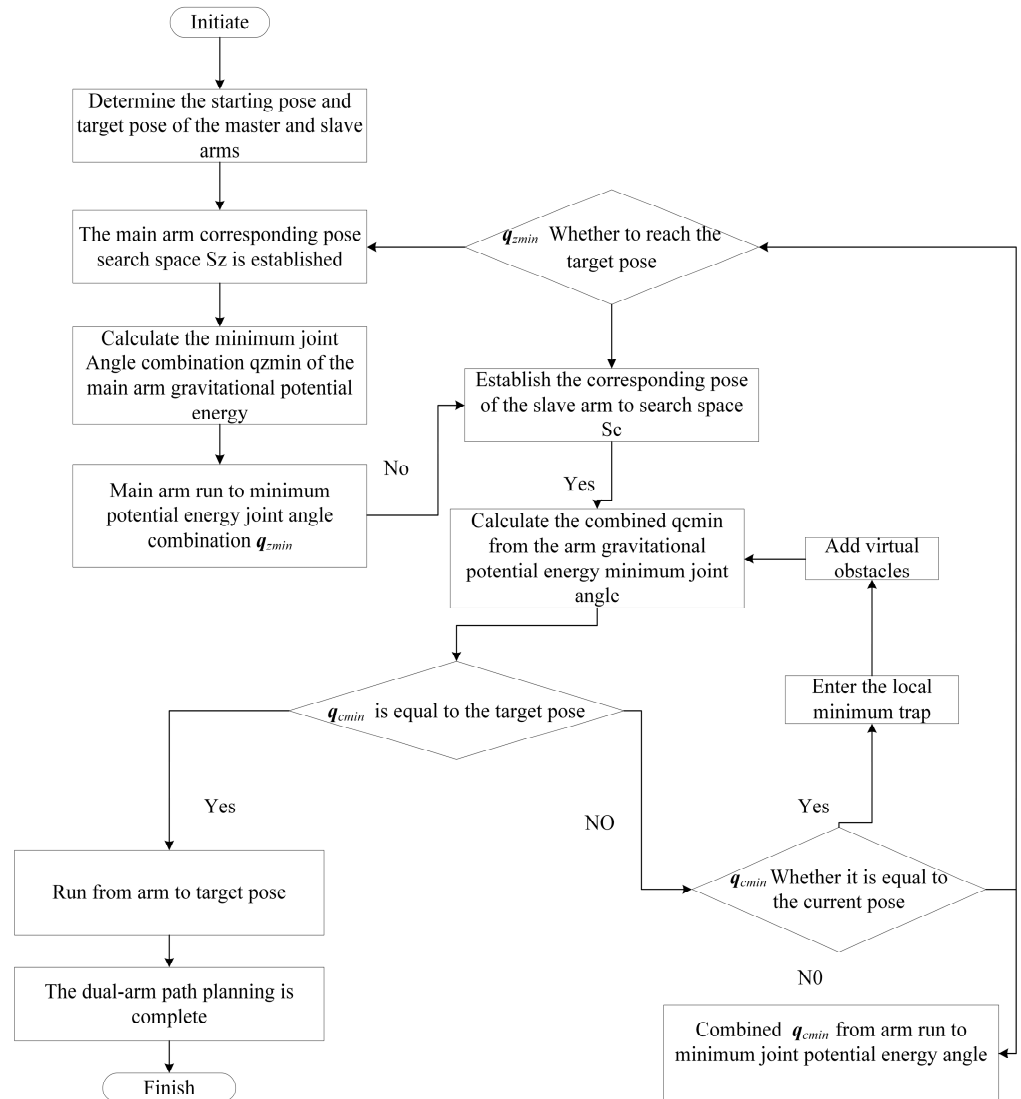 Initiate
Determine the starting pose and
target pose of the master and slave
arms
The main arm corresponding pose
search space Sz is established
Calculate the minimum joint
Angle combination qzmin of the
main arm gravitational potential
energy
Main arm run to minimum
potential energy joint angle
combination qzmin
No
qzmin Whether to reach the
target pose
Establish the corresponding pose
of the slave arm to search space
Sc
Yes
Calculate the combined qcmin
from the arm gravitational
potential energy minimum joint
angle
Add virtual
obstacles
Enter the local
minimum trap
qcmin is equal to the target pose
Yes
NO
Yes
qcmin Whether it is equal to
the current pose
N0
Run from arm to target pose
The dual-arm path planning is
complete
Finish
Combined qcmin from arm run to
minimum joint potential energy angle